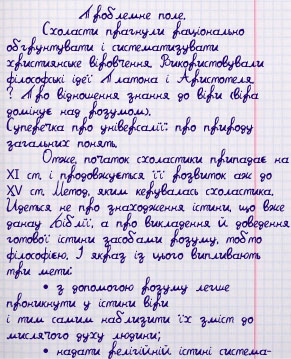 Проблемне поле.
Схоласти прагнули раціонально
обгрунтувати і систематизувати
християнське віровчення. Використовували
філософські ідеї Платона і Аристотеля
? Про відношення знання до віри (віра
домінує над розумом).
Суперечка про універсалії: про природу
загальних понять.
Отже, початок схоластики припадає на
XI ст. і продовжується її розвиток аж до
XV ст. Метод, яким керувалась схоластика.
Йдеться не про знаходження істини, що вже
данау Біблії, а про викладення й доведення
готової істини засобами розуму, тобто
філософією. І якраз із цього випливають
три мети:
• з допомогою розуму легше
проникнути у істини віри
і тим самим наблизити їх зміст до
мислячого духу людини;
• надати релігійній істині система-